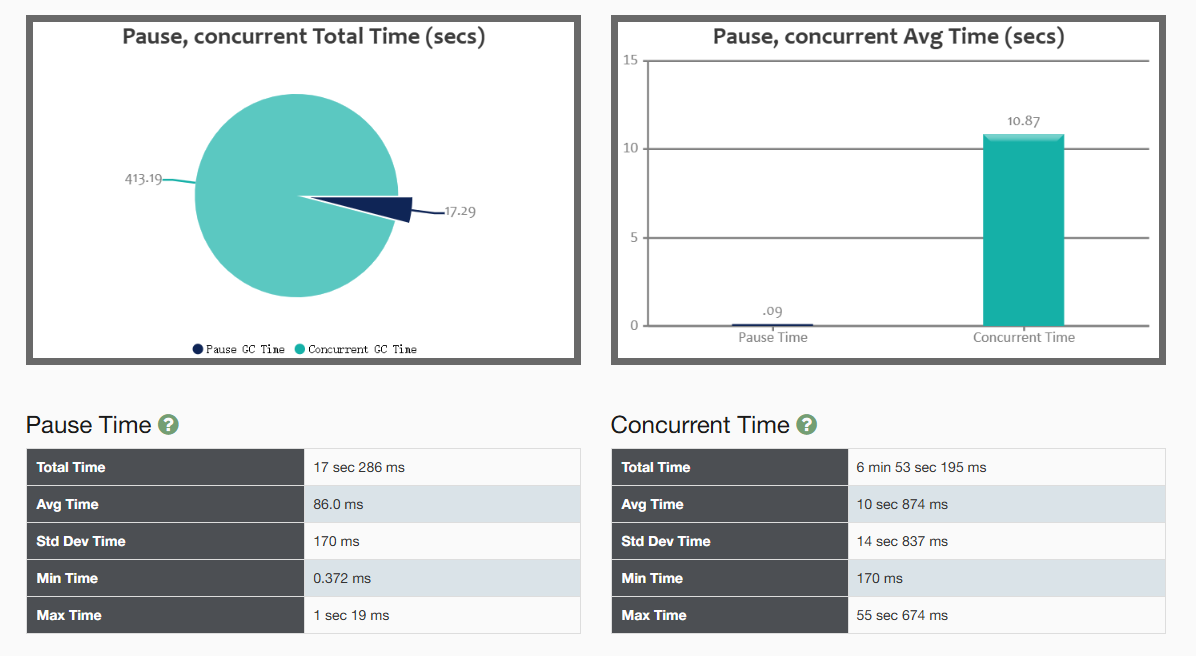 Pause, concurrent Total Time (secs)
413.19
17.29
Pause GC Time Concurrent GC Time
Pause, concurrent Avg Time (secs)
15
10.87
10
5
.09
0
Pause Time Concurrent Time
Pause Time ?
Total Time 17 sec 286 ms
Avg Time 86.0 ms
Std Dev Time 170 ms
Min Time 0.372 ms
Max Time 1 sec 19 ms
Concurrent Time ?
Total Time 6 min 53 sec 195 ms
Avg Time 10 sec 874 ms
Std Dev Time 14 sec 837 ms
Min Time 170 ms
Max Time 55 sec 674 ms